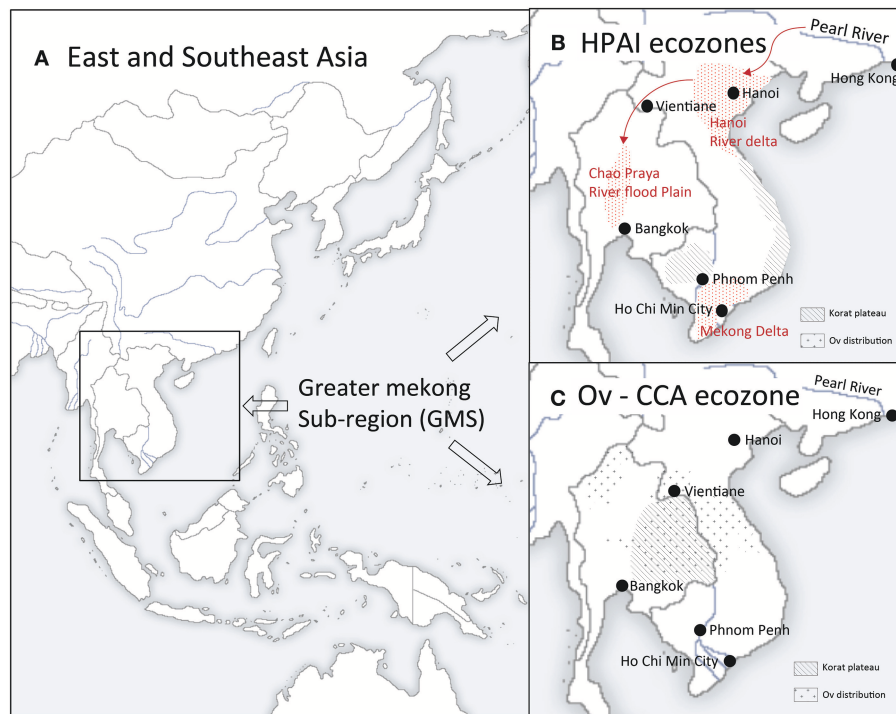 A East and Southeast Asia
Greater mekong
Sub-region (GMS)
B HPAI ecozones
Pearl River
Hong Kong
Hanoi
Vientiane
Hanoi
River delta
Chao Praya
River flood Plain
Bangkok
Phnom Penh
Ho Chi Min City
Mekong Delta
Korat plateau
Ov distribution
C Ov - CCA ecozone
Pearl River
Hong Kong
Hanoi
Vientiane
Bangkok
Phnom Penh
Ho Chi Min City
Korat plateau
Ov distribution